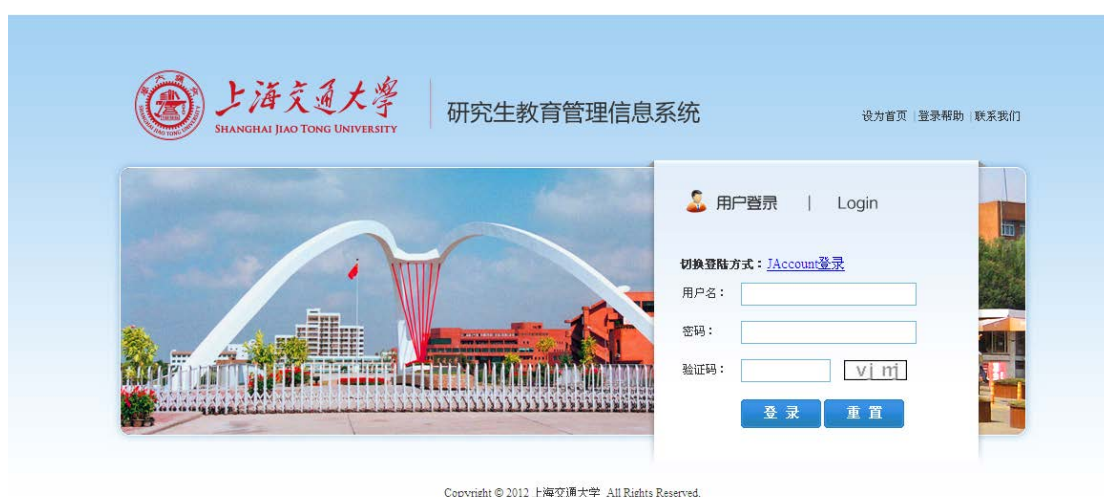 上海交通大学
SHANGHAI JIAO TONG UNIVERSITY
研究生教育管理信息系统
设为首页 | 登录帮助 | 联系我们
用户登录 | Login
切换登陆方式：JAccount登录
用户名：
密码：
验证码：
登 录 重 置
Copyright © 2012 上海交通大学 All Rights Reserved.